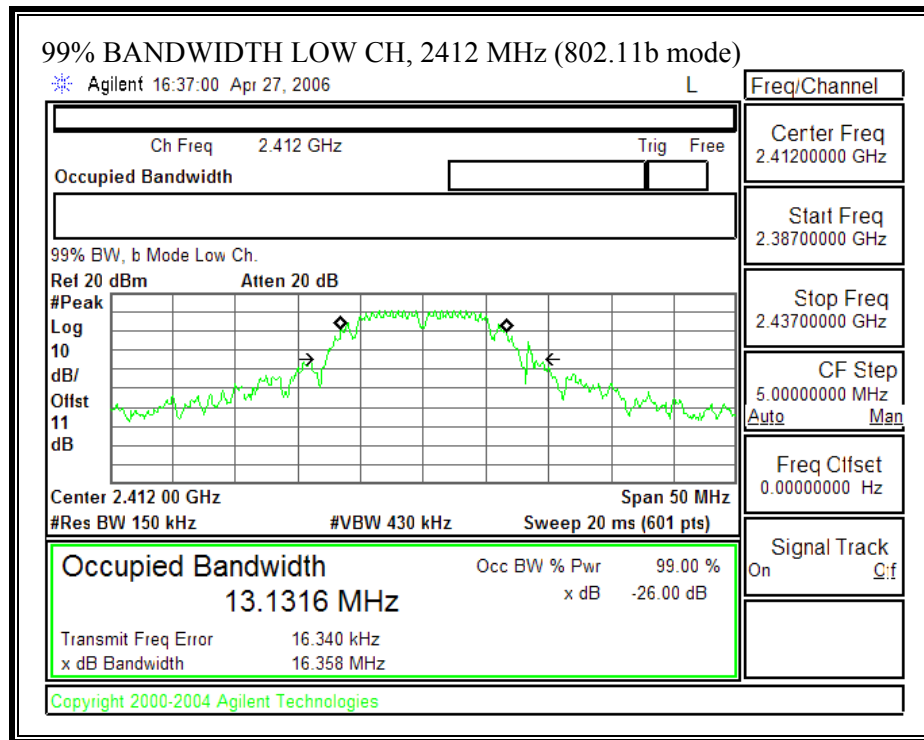 99% BANDWIDTH LOW CH, 2412 MHz (802.11b mode)
Agilent 16:37:00 Apr 27, 2006 L
Freq/Channel
Ch Freq 2.412 GHz Trig Free
Occupied Bandwidth
Center Freq
2.41200000 GHz
Start Freq
2.38700000 GHz
Stop Freq
2.43700000 GHz
CF Step
5.00000000 MHz
Auto Man
Freq Offset
0.00000000 Hz
Signal Track
On Off
99% BW, b Mode Low Ch.
Ref 20 dBm Atten 20 dB
#Peak
Log
10
dB/
Offst
11
dB
Center 2.412 00 GHz Span 50 MHz
#Res BW 150 kHz #VBW 430 kHz Sweep 20 ms (601 pts)
Occupied Bandwidth Occ BW % Pwr 99.00 %
13.1316 MHz x dB -26.00 dB
Transmit Freq Error 16.340 kHz
x dB Bandwidth 16.358 MHz
Copyright 2000-2004 Agilent Technologies